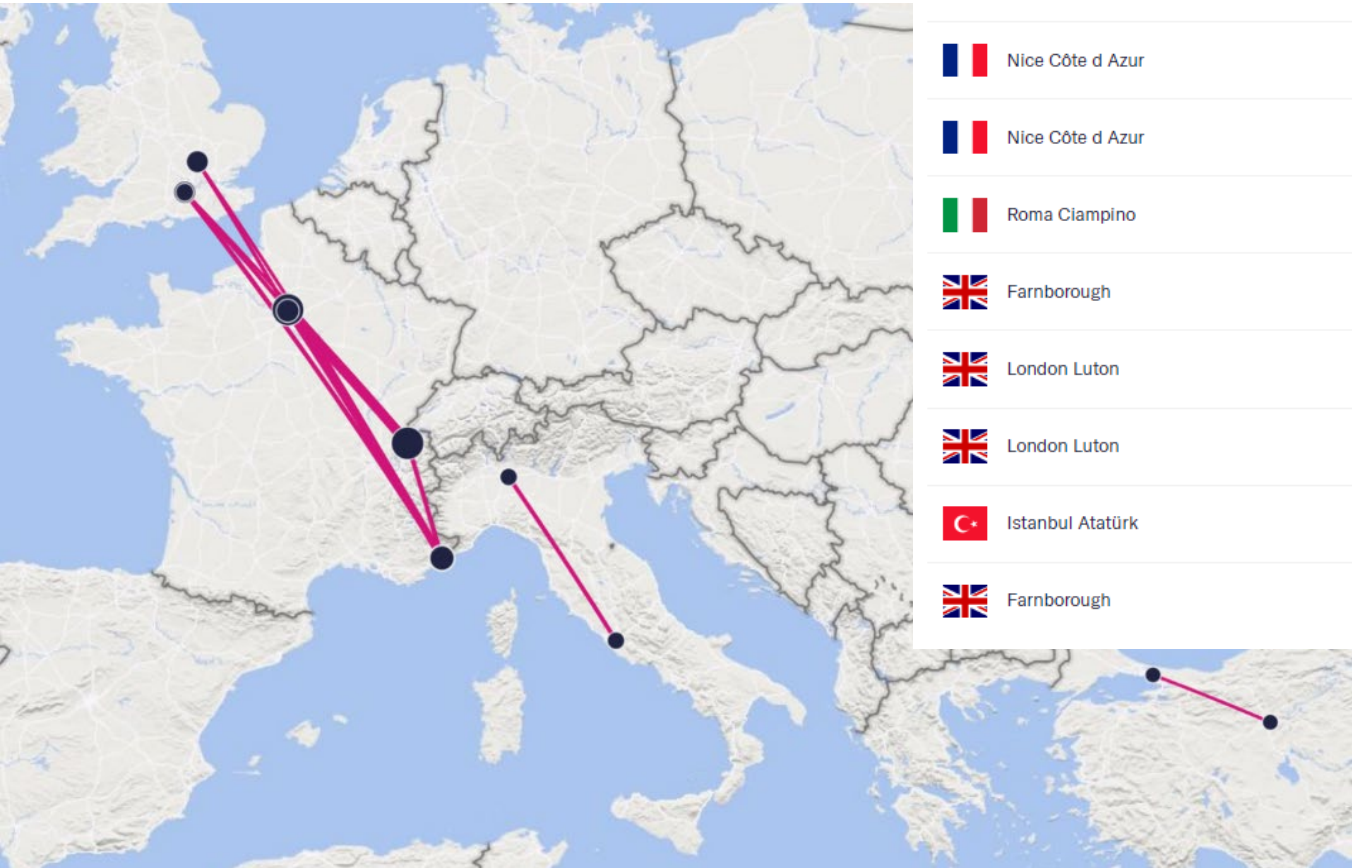 Nice Côte d Azur
Nice Côte d Azur
Roma Ciampino
Farnborough
London Luton
London Luton
Istanbul Atatürk
Farnborough